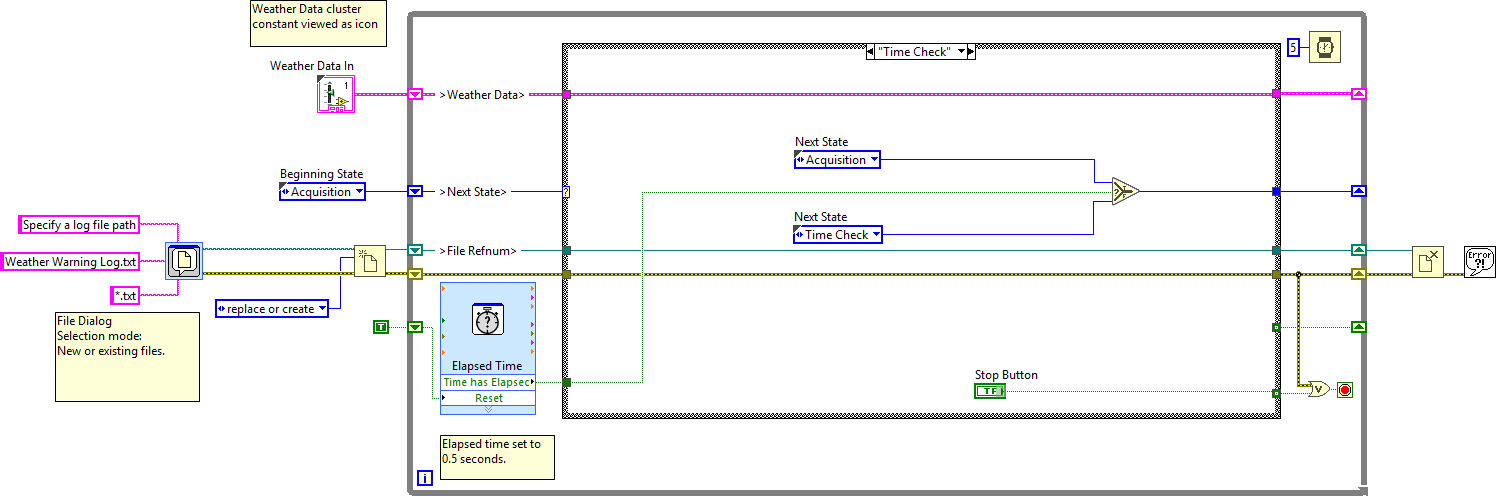 Weather Data cluster
constant viewed as icon
Weather Data In
1
"Time Check"
5
>Weather Data>
Next State
Acquisition
Beginning State
Acquisition
>Next State>
?
T
?
F
Next State
Time Check
Specify a log file path
Weather Warning Log.txt
*.txt
>File Refnum>
Error
?!
replace or create
File Dialog
Selection mode:
New or existing files.
T
?
Elapsed Time
Time has Elapsec
Reset
Stop Button
TF
V
Elapsed time set to
0.5 seconds.
i